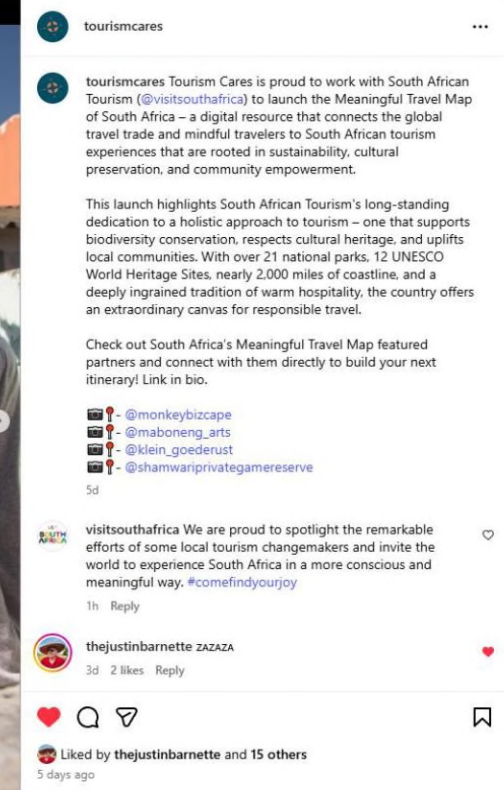 tourismcares
tourismcares Tourism Cares is proud to work with South African
Tourism (@visitsouthafrica) to launch the Meaningful Travel Map
of South Africa – a digital resource that connects the global
travel trade and mindful travelers to South African tourism
experiences that are rooted in sustainability, cultural
preservation, and community empowerment.
This launch highlights South African Tourism's long-standing
dedication to a holistic approach to tourism – one that supports
biodiversity conservation, respects cultural heritage, and uplifts
local communities. With over 21 national parks, 12 UNESCO
World Heritage Sites, nearly 2,000 miles of coastline, and a
deeply ingrained tradition of warm hospitality, the country offers
an extraordinary canvas for responsible travel.
Check out South Africa's Meaningful Travel Map featured
partners and connect with them directly to build your next
itinerary! Link in bio.
📷📍- @monkeybizcape
📷📍- @maboneng_arts
📷📍- @klein_goederust
📷📍- @shamwariprivategamereserve
5d
SOUTH
AFRICA
visitsouthafrica We are proud to spotlight the remarkable
efforts of some local tourism changemakers and invite the
world to experience South Africa in a more conscious and
meaningful way. #comefindyourjoy
1h Reply
thejustinbarnette ZAZAZA
3d 2 likes Reply
Liked by thejustinbarnette and 15 others
5 days ago